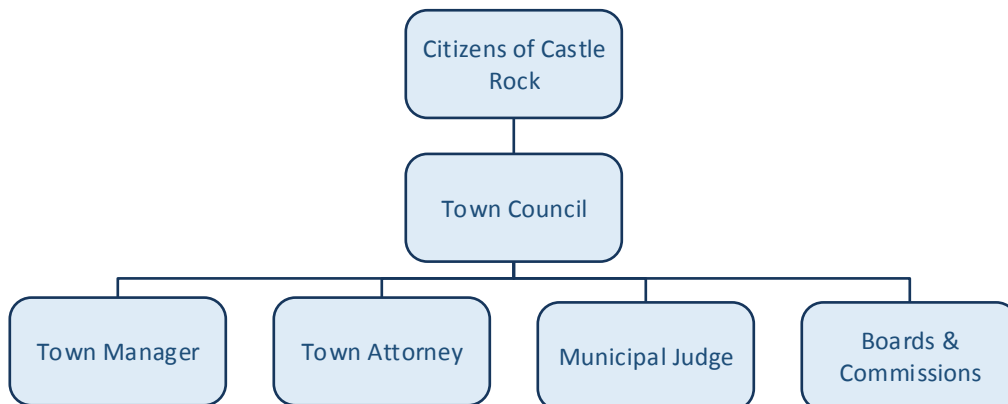 Citizens of Castle
Rock
Town Council
Town Manager
Town Attorney
Municipal Judge
Boards &
Commissions